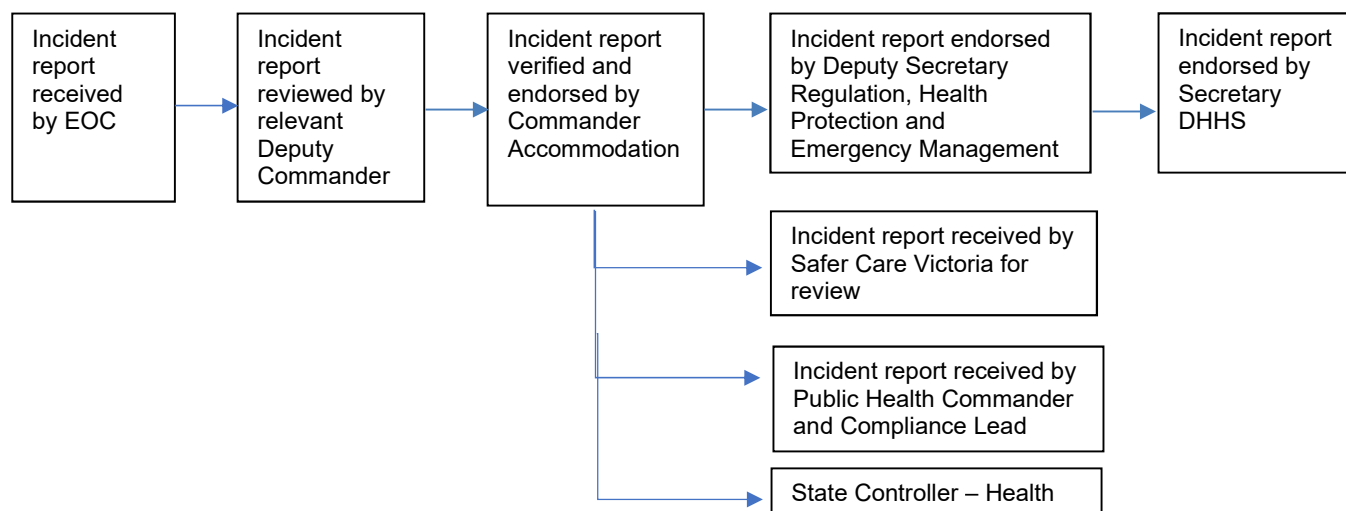 Incident
report
received
by EOC
Incident
report
reviewed by
relevant
Deputy
Commander
Incident report
verified and
endorsed by
Commander
Accommodation
Incident report endorsed
by Deputy Secretary
Regulation, Health
Protection and
Emergency Management
Incident report
endorsed by
Secretary
DHHS
Incident report received by
Safer Care Victoria for
review
Incident report received by
Public Health Commander
and Compliance Lead
State Controller – Health